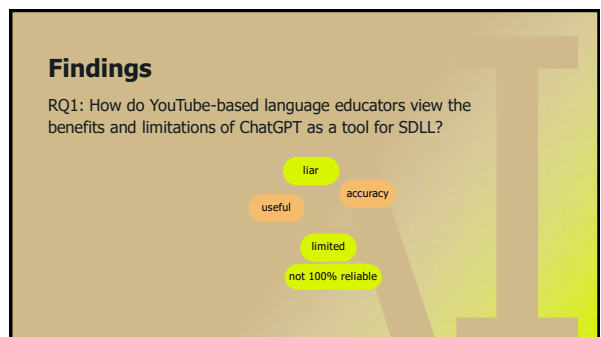 Findings
RQ1: How do YouTube-based language educators view the
benefits and limitations of ChatGPT as a tool for SDLL?
liar
accuracy
useful
limited
not 100% reliable
AI